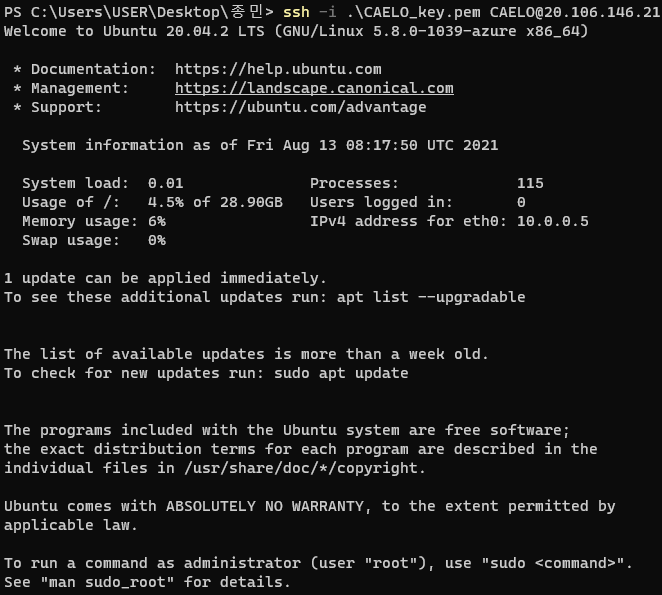 PS C:\Users\USER\Desktop\종민> ssh -i .\CAELO_key.pem CAELO@20.106.146.21
Welcome to Ubuntu 20.04.2 LTS (GNU/Linux 5.8.0-1039-azure x86_64)
* Documentation:  https://help.ubuntu.com
* Management:     https://landscape.canonical.com
* Support:        https://ubuntu.com/advantage
System information as of Fri Aug 13 08:17:50 UTC 2021
System load:  0.01              Processes:             115
Usage of /:   4.5% of 28.90GB   Users logged in:       0
Memory usage: 6%                IPv4 address for eth0: 10.0.0.5
Swap usage:   0%
1 update can be applied immediately.
To see these additional updates run: apt list --upgradable
The list of available updates is more than a week old.
To check for new updates run: sudo apt update
The programs included with the Ubuntu system are free software;
the exact distribution terms for each program are described in the
individual files in /usr/share/doc/*/copyright.
Ubuntu comes with ABSOLUTELY NO WARRANTY, to the extent permitted by
applicable law.
To run a command as administrator (user "root"), use "sudo <command>".
See "man sudo_root" for details.